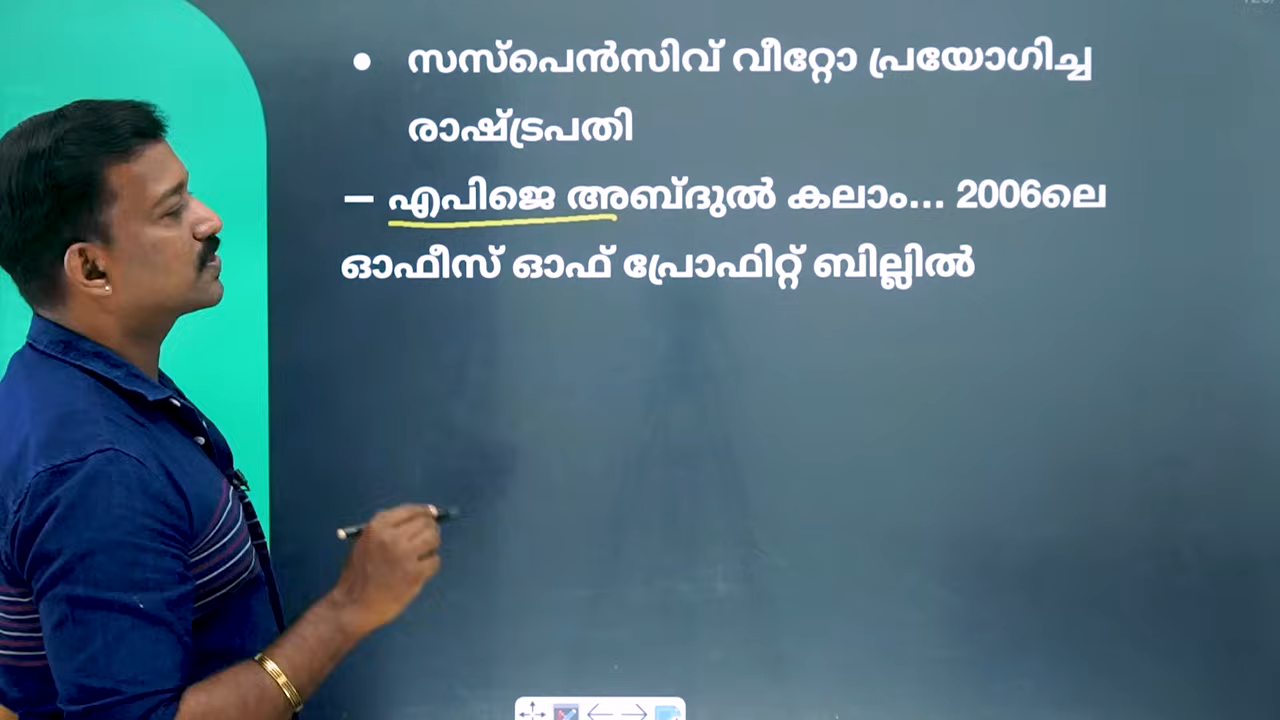 • സസ്പെൻസിവ് വീറ്റോ പ്രയോഗിച്ച
രാഷ്ട്രപതി
– എപിജെ അബ്ദുൽ കലാം... 2006ലെ
ഓഫീസ് ഓഫ് പ്രോഫിറ്റ് ബില്ലിൽ